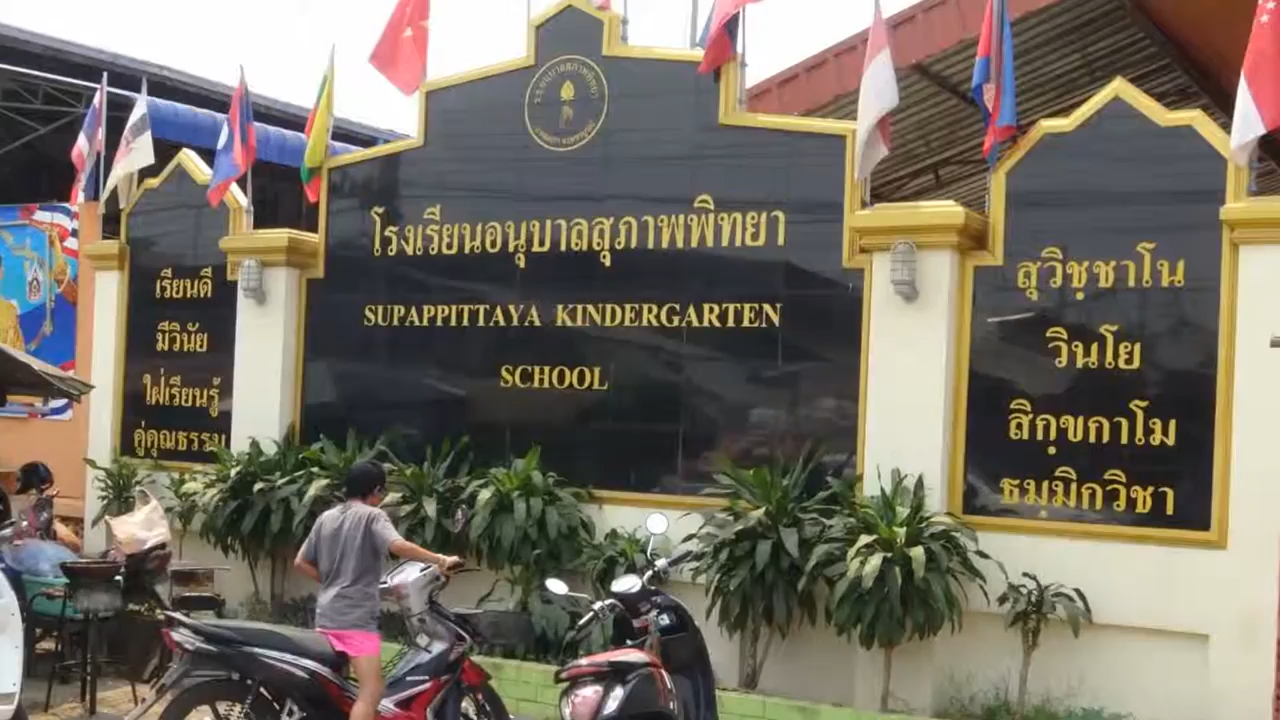 เรียนดี
มีวินัย
ใฝ่เรียนรู้
คู่คุณธรรม
โรงเรียนอนุบาลสุภาพพิทยา
SUPAPPITTAYA KINDERGARTEN
SCHOOL
สุวิชฺชาโน
วินโย
สิกฺขกาโม
ธมฺมิกวิชา